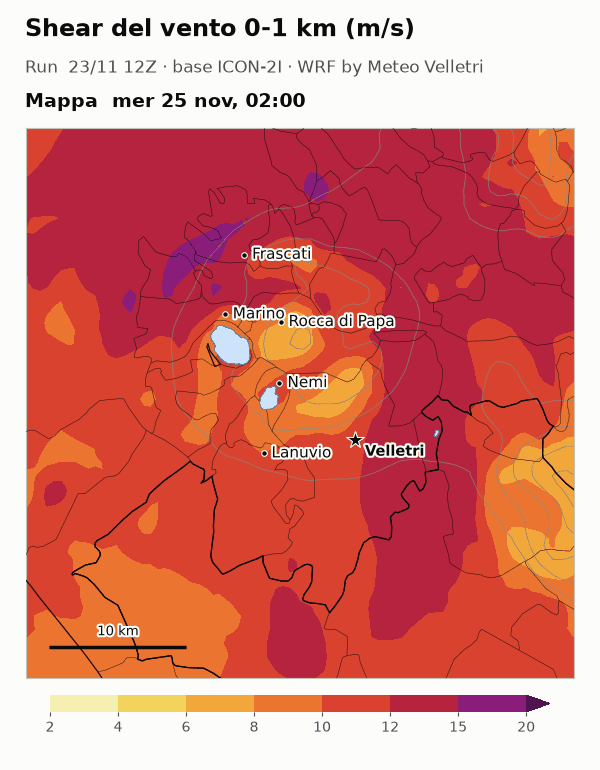 Shear del vento 0-1 km (m/s)
Run  23/11 12Z · base ICON-2I · WRF by Meteo Velletri
Mappa  mer 25 nov, 02:00
Frascati
Marino
Rocca di Papa
Nemi
Lanuvio
Velletri
10 km
2 4 6 8 10 12 15 20